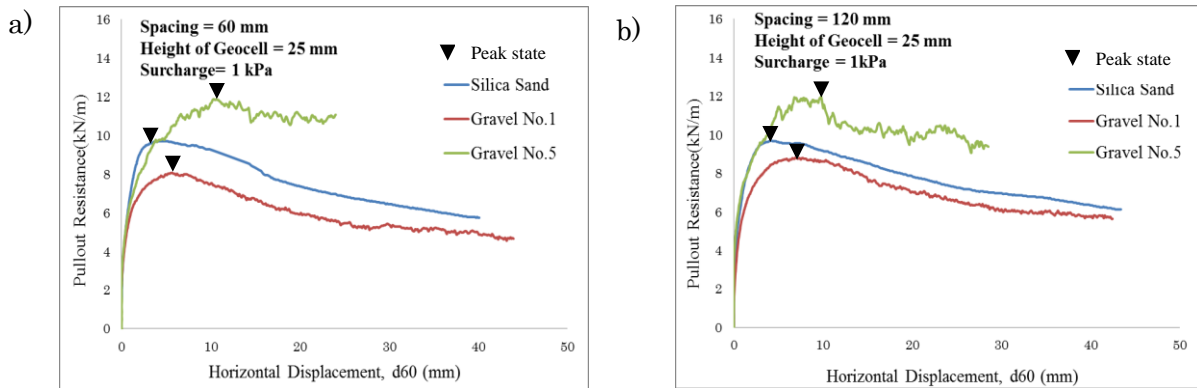 a)
Spacing = 60 mm
Height of Geocell = 25 mm
Surcharge= 1 kPa
Peak state
Silica Sand
Gravel No.1
Gravel No.5
Pullout Resistance(kN/m)
16
14
12
10
8
6
4
2
0
0 10 20 30 40 50
Horizontal Displacement, d60 (mm)
b)
Spacing = 120 mm
Height of Geocell = 25 mm
Surcharge = 1kPa
Peak state
Silica Sand
Gravel No.1
Gravel No.5
Pullout Resistance(kN/m)
16
14
12
10
8
6
4
2
0
0 10 20 30 40 50
Horizontal Displacement, d60 (mm)